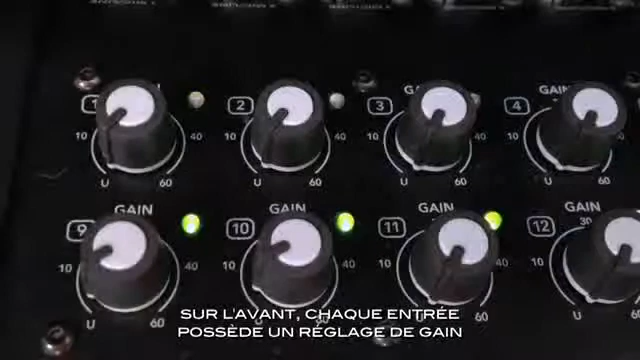 GAIN
1 2 3 4
10 40 10 40 10 40 10
U 60 U 60 U 60 U 60
GAIN GAIN GAIN GAIN
30
9 10 11 12
10 40 10 40 10 40 10
U 60 U 60 U 60 U
SUR L'AVANT, CHAQUE ENTRÉE
POSSÈDE UN RÉGLAGE DE GAIN